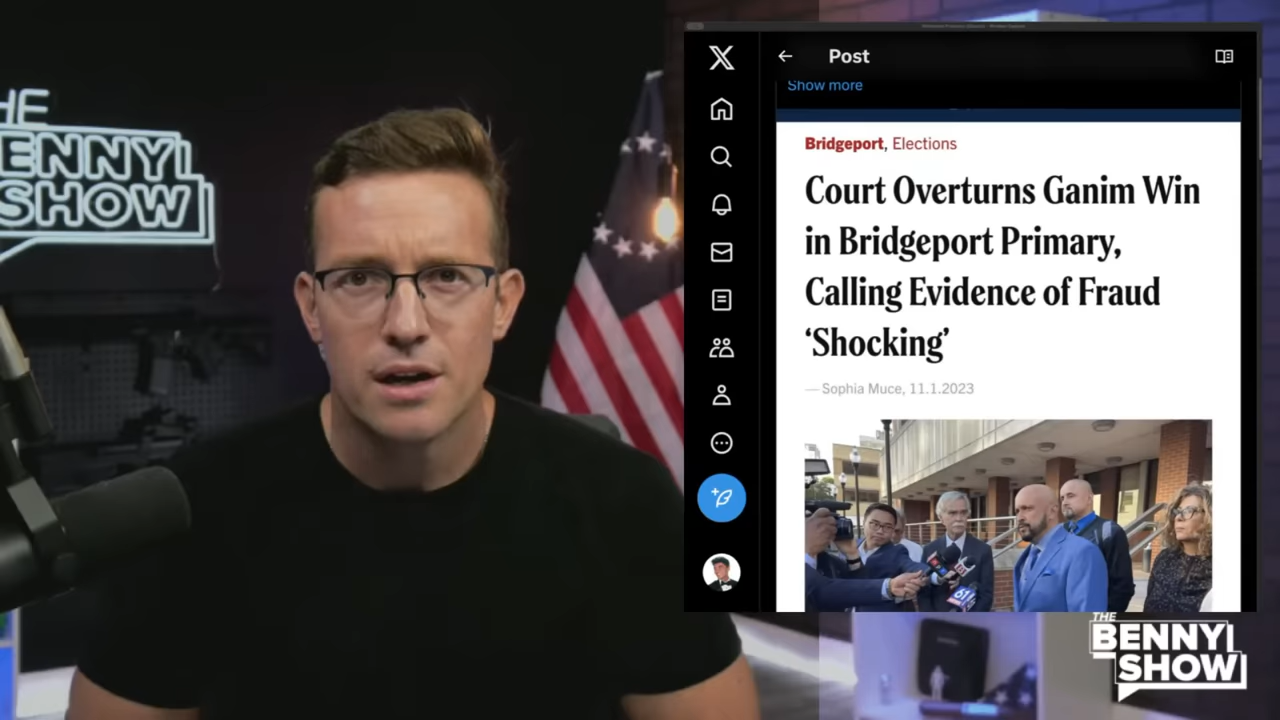 THE
BENNY
SHOW
Post
Show more
Bridgeport, Elections
Court Overturns Ganim Win
in Bridgeport Primary,
Calling Evidence of Fraud
‘Shocking’
— Sophia Muce, 11.1.2023
61
THE
BENNY
SHOW